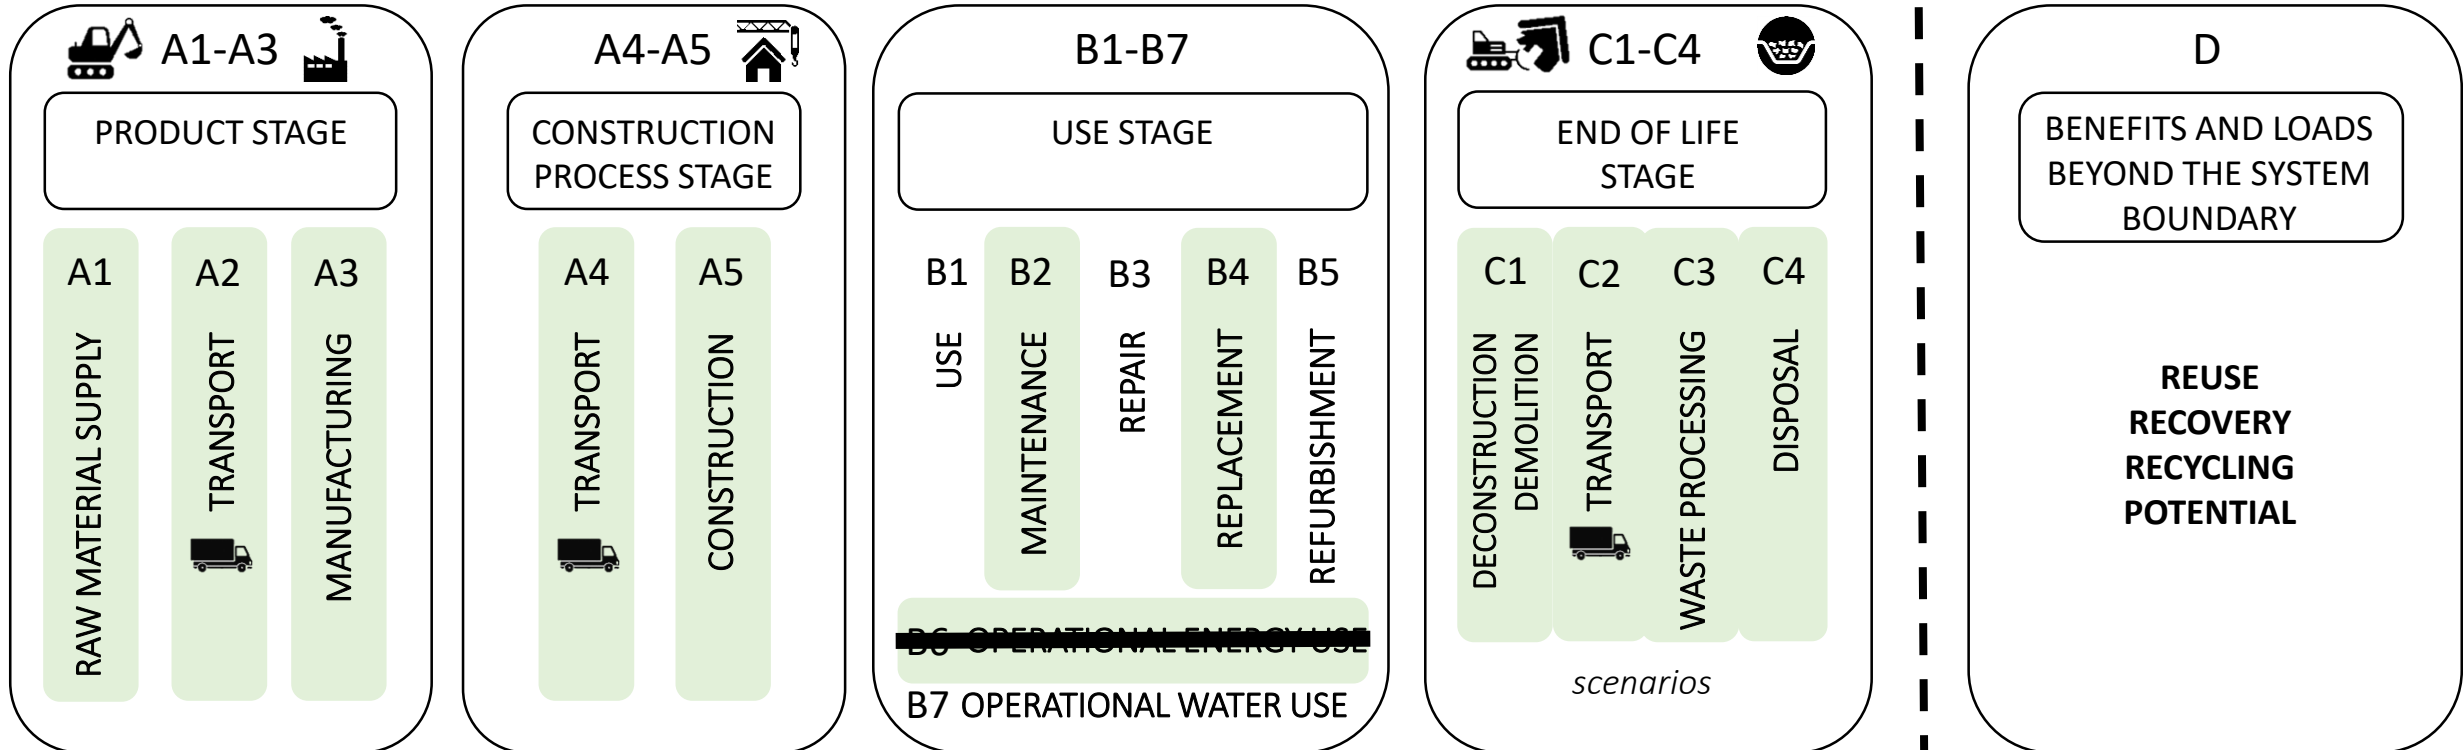 A1-A3
PRODUCT STAGE
A1
RAW MATERIAL SUPPLY
A2
TRANSPORT
A3
MANUFACTURING
A4-A5
CONSTRUCTION
PROCESS STAGE
A4
TRANSPORT
A5
CONSTRUCTION
B1-B7
USE STAGE
B1
USE
B2
MAINTENANCE
B3
REPAIR
B4
REPLACEMENT
B5
REFURBISHMENT
B6 OPERATIONAL ENERGY USE
B7 OPERATIONAL WATER USE
C1-C4
END OF LIFE
STAGE
C1
DECONSTRUCTION
DEMOLITION
C2
TRANSPORT
C3
WASTE PROCESSING
C4
DISPOSAL
scenarios
D
BENEFITS AND LOADS
BEYOND THE SYSTEM
BOUNDARY
REUSE
RECOVERY
RECYCLING
POTENTIAL